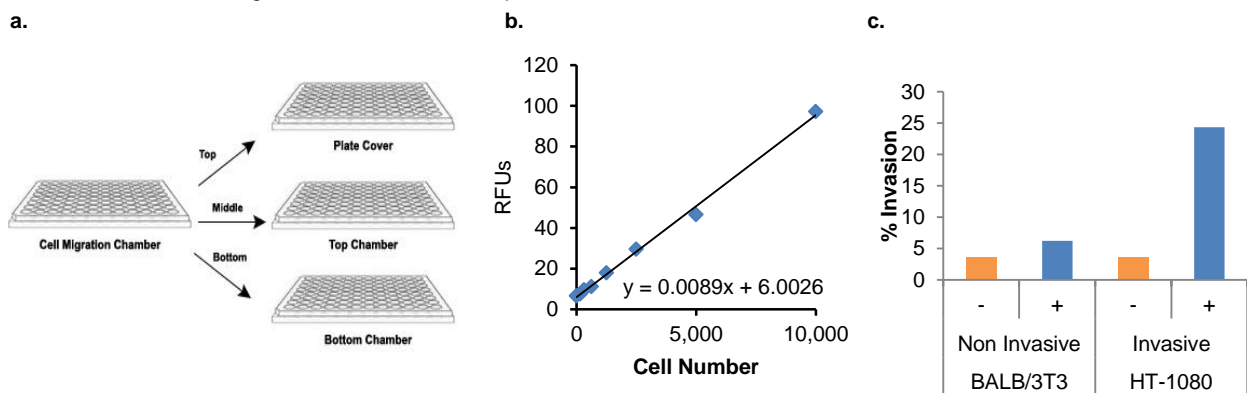 a.
Top
Plate Cover
Middle
Cell Migration Chamber
Top Chamber
Bottom
Bottom Chamber
b.
120
100
80
60
40
20
0
RFUs
y = 0.0089x + 6.0026
0 5,000 10,000
Cell Number
c.
30
25
20
15
10
5
0
% Invasion
- + - +
Non Invasive Invasive
BALB/3T3 HT-1080